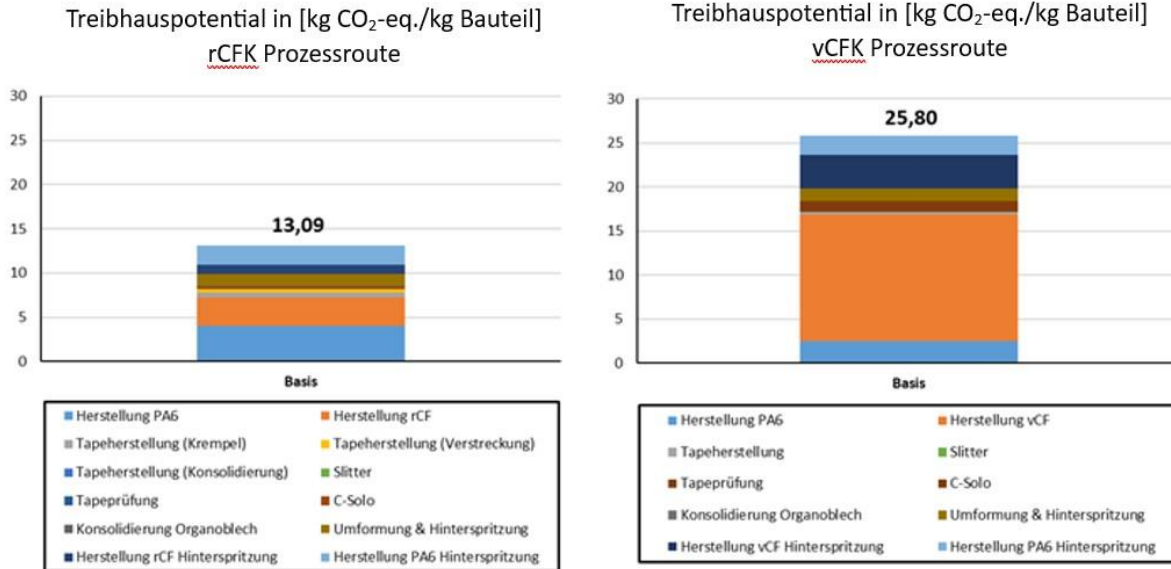 Treibhauspotential in [kg CO₂-eq./kg Bauteil]
rCFK Prozessroute
30
25
20
15
10
5
0
13,09
Basis
Herstellung PA6
Herstellung rCF
Tapeherstellung (Krempel)
Tapeherstellung (Verstreckung)
Tapeherstellung (Konsolidierung)
Slitter
Tapeprüfung
C-Solo
Konsolidierung Organoblech
Umformung & Hinterspritzung
Herstellung rCF Hinterspritzung
Herstellung PA6 Hinterspritzung
Treibhauspotential in [kg CO₂-eq./kg Bauteil]
vCFK Prozessroute
30
25
20
15
10
5
0
25,80
Basis
Herstellung PA6
Herstellung vCF
Tapeherstellung
Slitter
Tapeprüfung
C-Solo
Konsolidierung Organoblech
Umformung & Hinterspritzung
Herstellung vCF Hinterspritzung
Herstellung PA6 Hinterspritzung